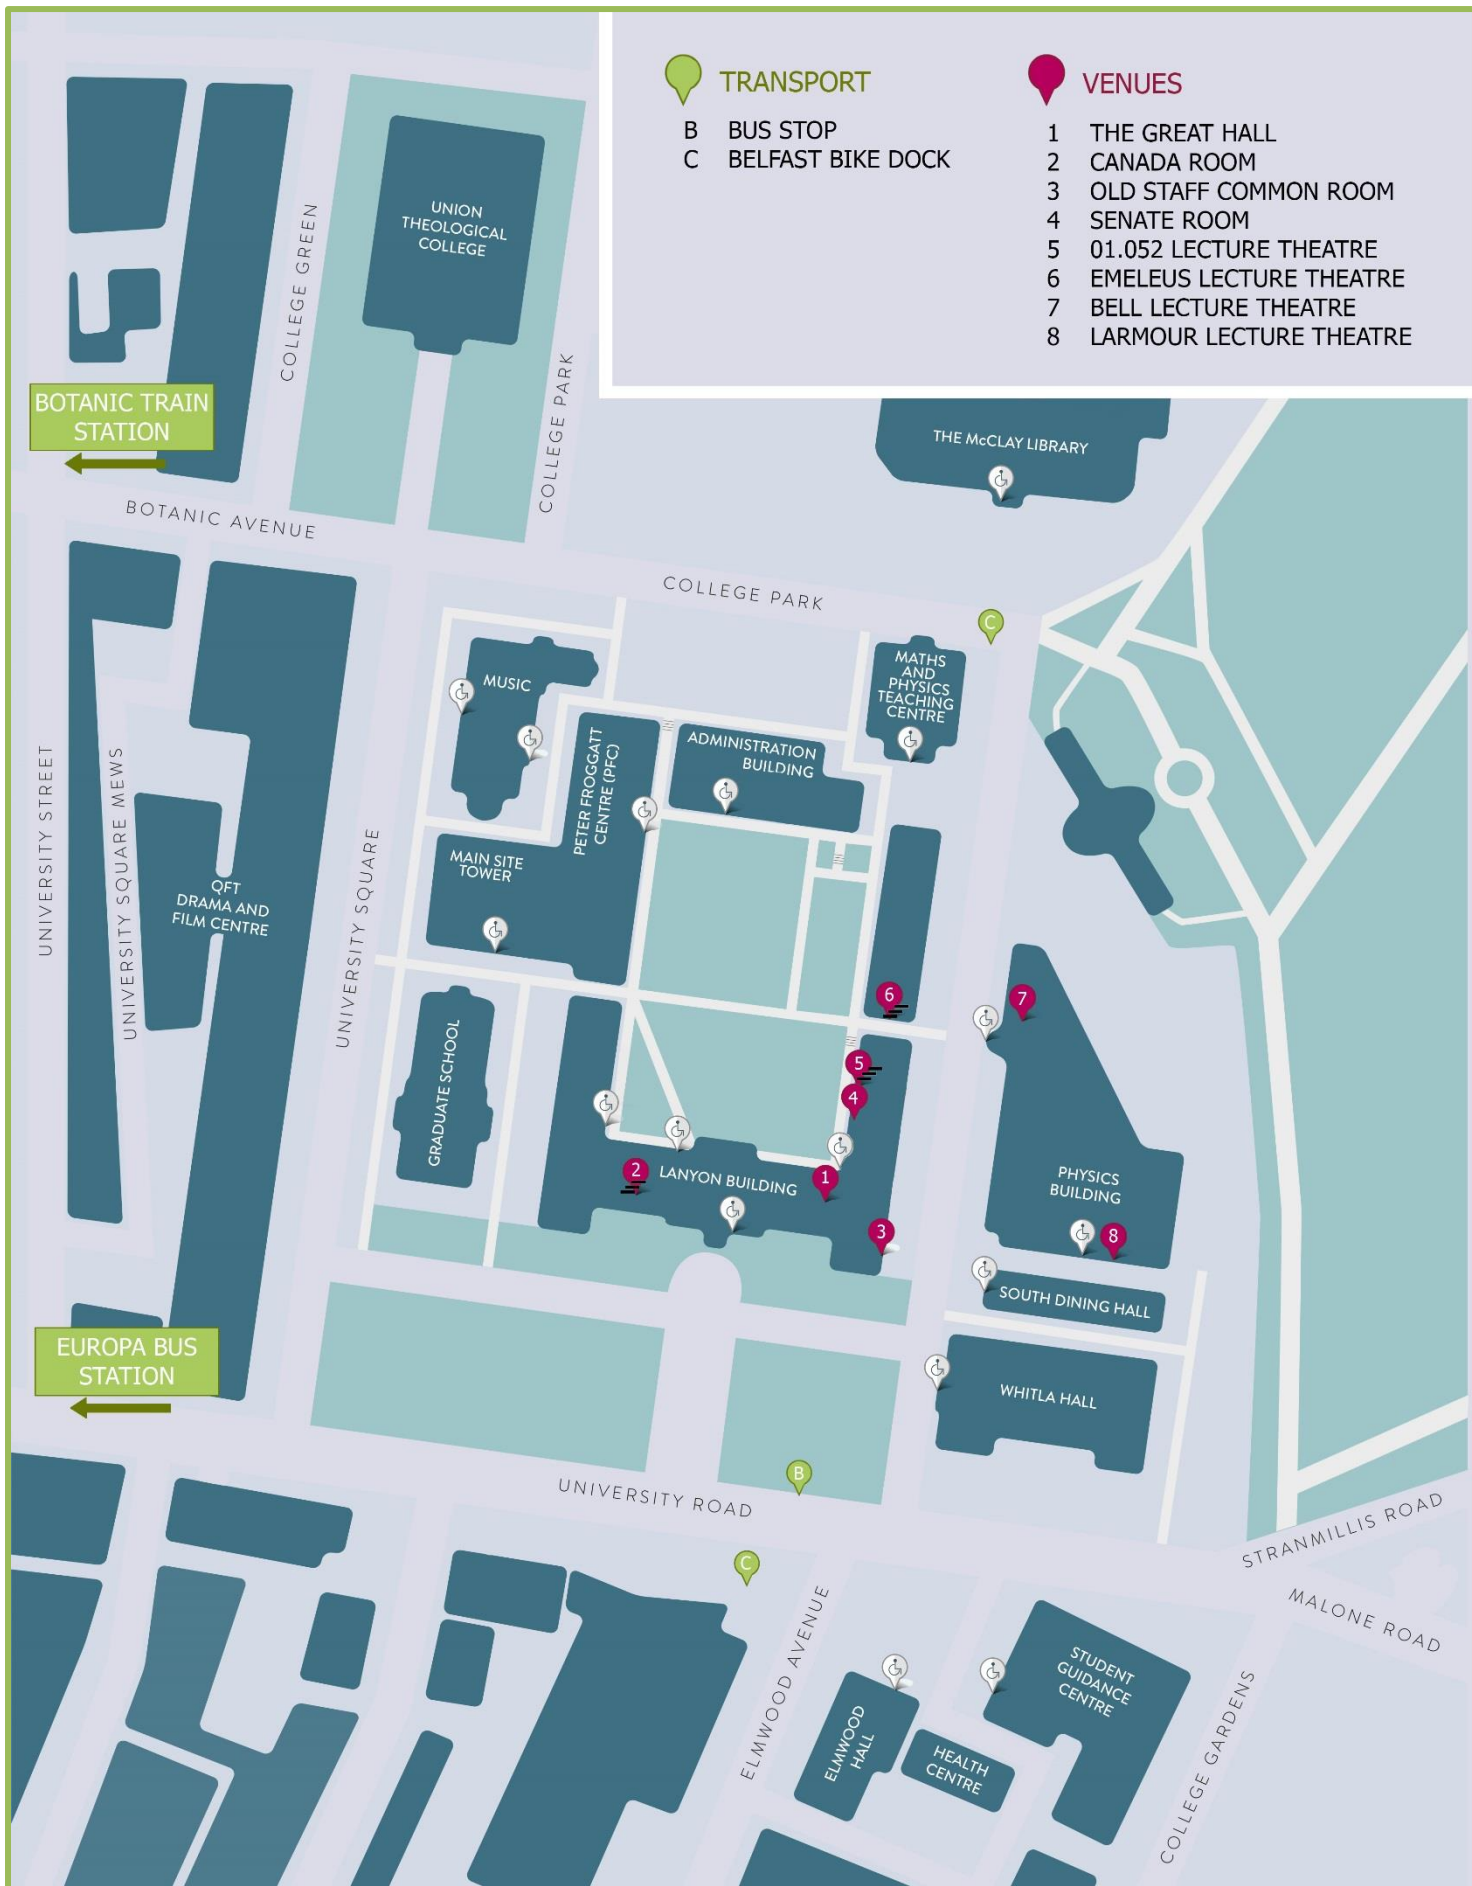 TRANSPORT
B BUS STOP
C BELFAST BIKE DOCK
VENUES
1 THE GREAT HALL
2 CANADA ROOM
3 OLD STAFF COMMON ROOM
4 SENATE ROOM
5 01.052 LECTURE THEATRE
6 EMELEUS LECTURE THEATRE
7 BELL LECTURE THEATRE
8 LARMOUR LECTURE THEATRE
UNION
THEOLOGICAL
COLLEGE
COLLEGE GREEN
COLLEGE PARK
BOTANIC TRAIN
STATION
THE McCLAY LIBRARY
BOTANIC AVENUE
COLLEGE PARK
C
MUSIC
MATHS
AND
PHYSICS
TEACHING
CENTRE
ADMINISTRATION
BUILDING
PETER FROGGATT
CENTRE (PFC)
MAIN SITE
TOWER
UNIVERSITY STREET
UNIVERSITY SQUARE MEWS
QFT
DRAMA AND
FILM CENTRE
UNIVERSITY SQUARE
GRADUATE SCHOOL
6
7
5
4
2
LANYON BUILDING
1
3
PHYSICS
BUILDING
8
SOUTH DINING HALL
WHITLA HALL
EUROPA BUS
STATION
B
UNIVERSITY ROAD
C
STRANMILLIS ROAD
MALONE ROAD
ELMWOOD AVENUE
ELMWOOD
HALL
HEALTH
CENTRE
STUDENT
GUIDANCE
CENTRE
COLLEGE GARDENS